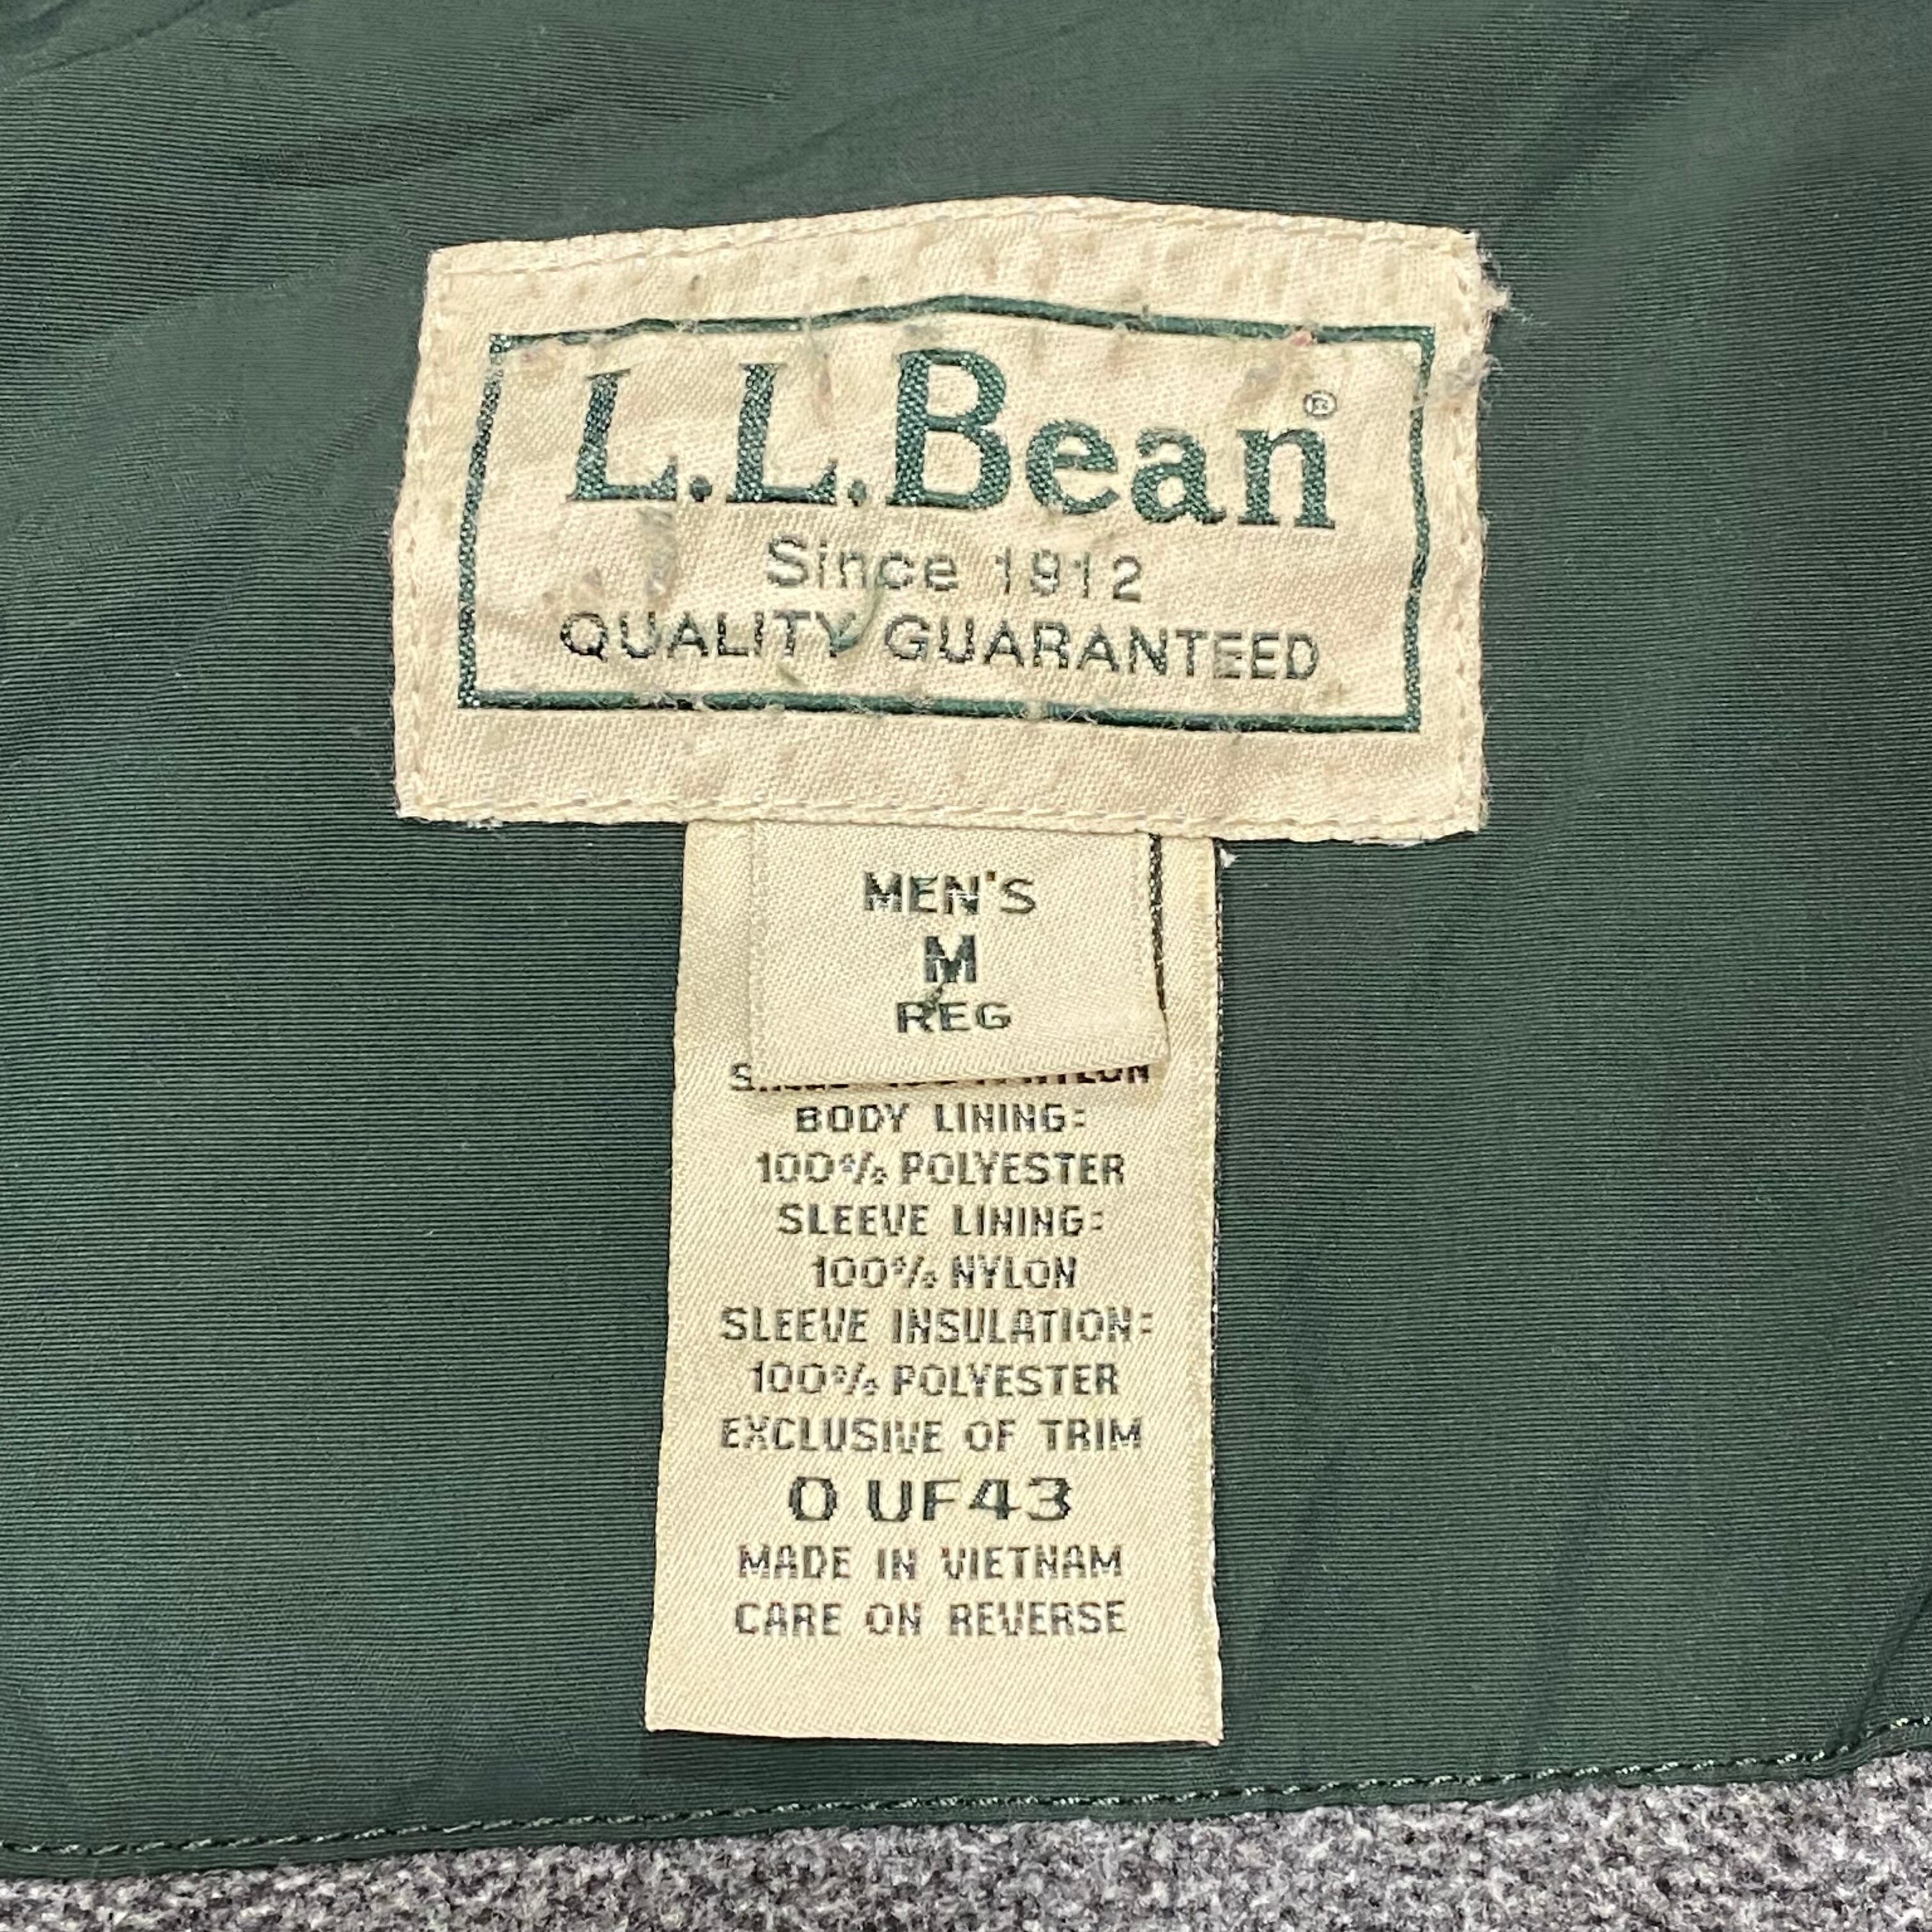 L.L.Bean®
Since 1912
QUALITY GUARANTEED
MEN'S
M
REG
NYLON
BODY LINING:
100% POLYESTER
SLEEVE LINING:
100% NYLON
SLEEVE INSULATION:
100% POLYESTER
EXCLUSIVE OF TRIM
0 UF43
MADE IN VIETNAM
CARE ON REVERSE